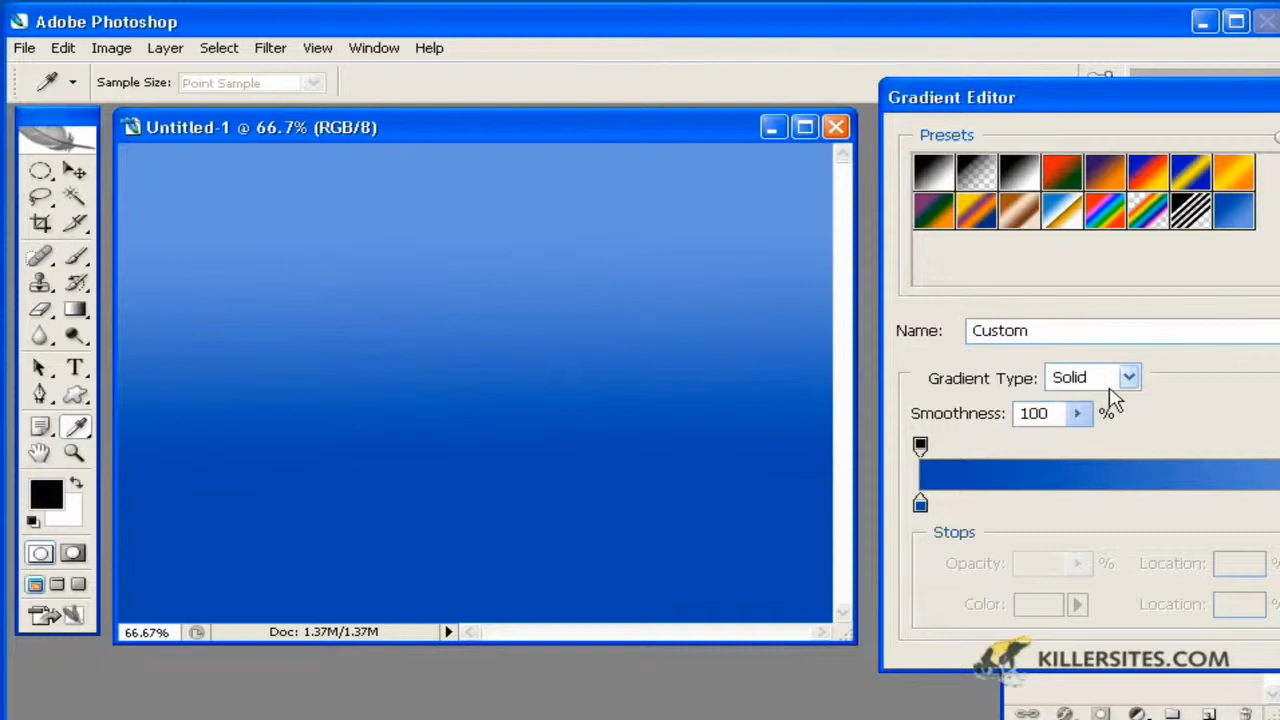 Adobe Photoshop
File Edit Image Layer Select Filter View Window Help
Sample Size: Point Sample
Gradient Editor
Untitled-1 @ 66.7% (RGB/8)
Presets
Name: Custom
Gradient Type: Solid
Smoothness: 100 %
Stops
Opacity: % Location: %
Color: Location: %
66.67% Doc: 1.37M/1.37M
KILLERSITES.COM